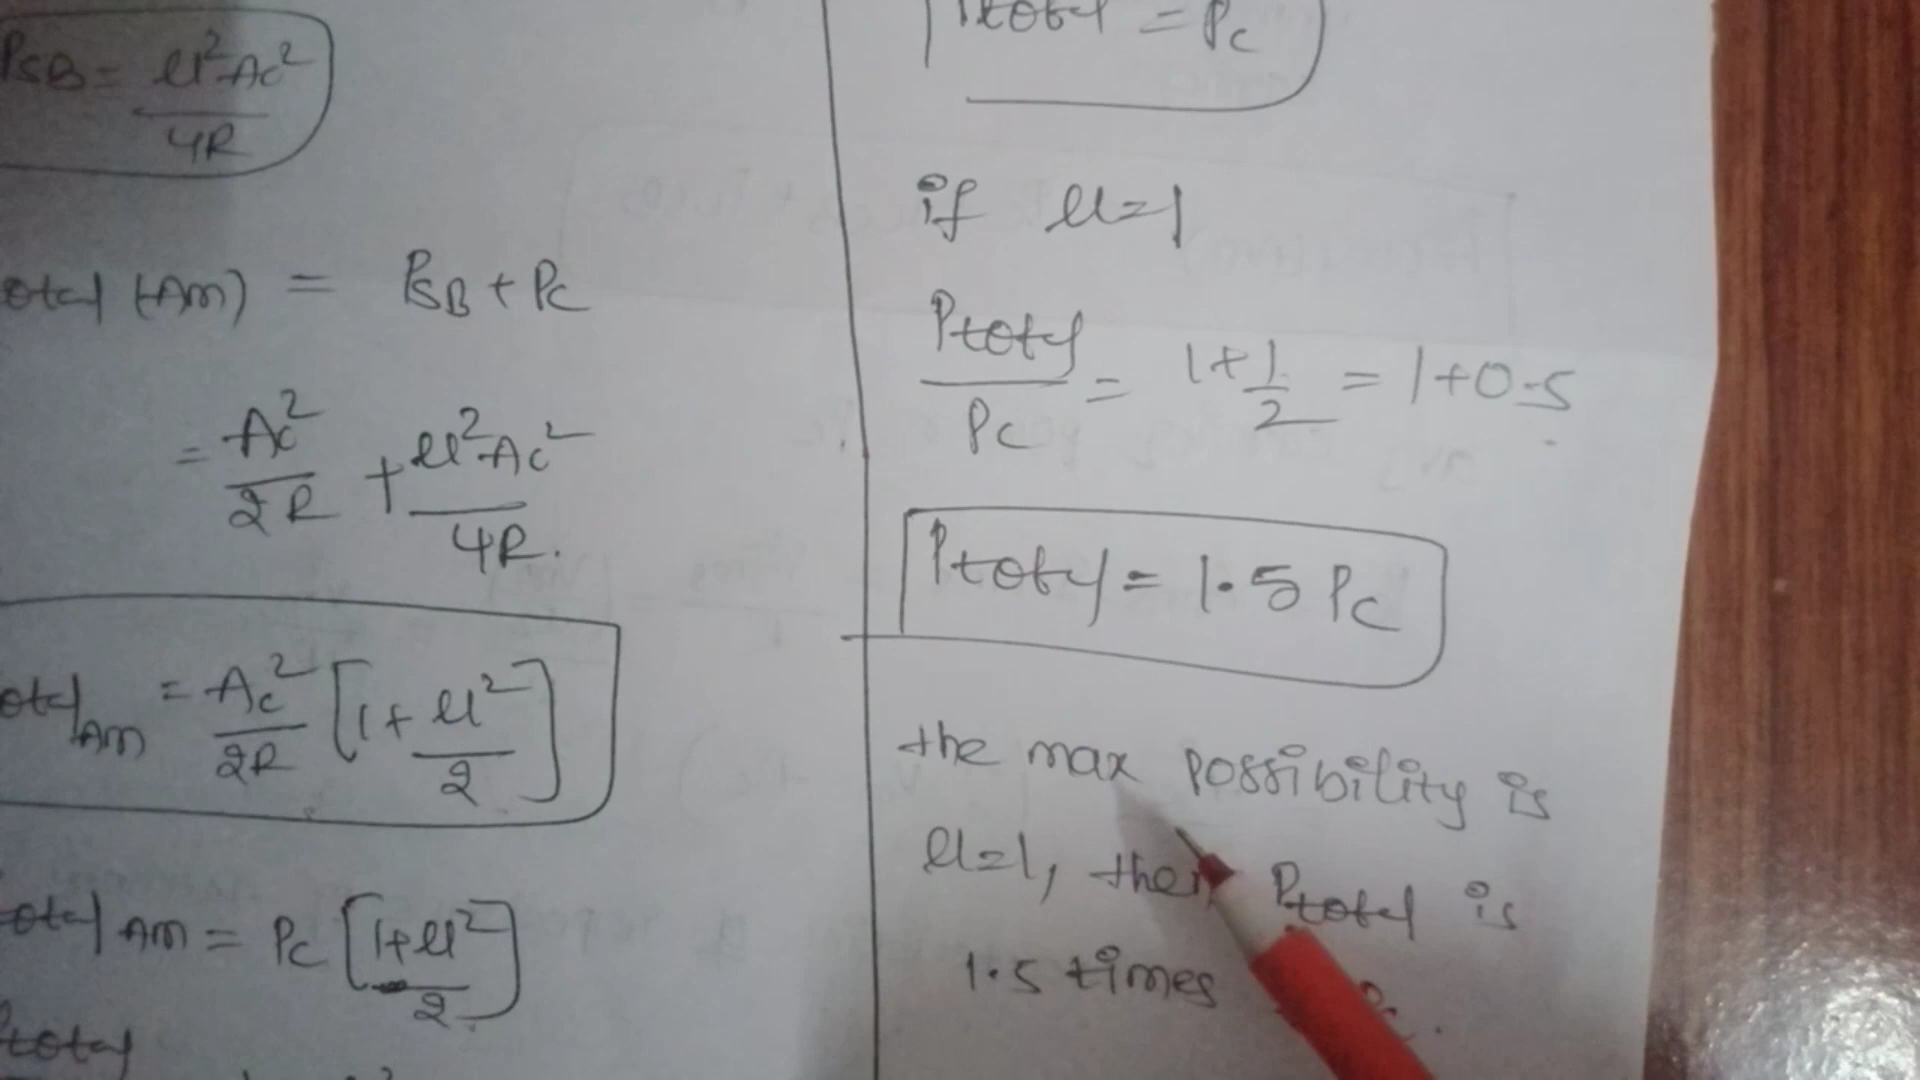 PSB = μ²Ac²/4R
otal (AM) = PSB + Pc
= Ac²/2R + μ²Ac²/4R.
otal AM = Ac²/2R [1 + μ²/2]
otal AM = Pc [1+μ²/2]
Ptotal
Ptotal = Pc
if μ=1
Ptotal/Pc = 1+1/2 = 1+0.5
Ptotal = 1.5 Pc
the max possibility is
μ=1, then Ptotal is
1.5 times Pc.